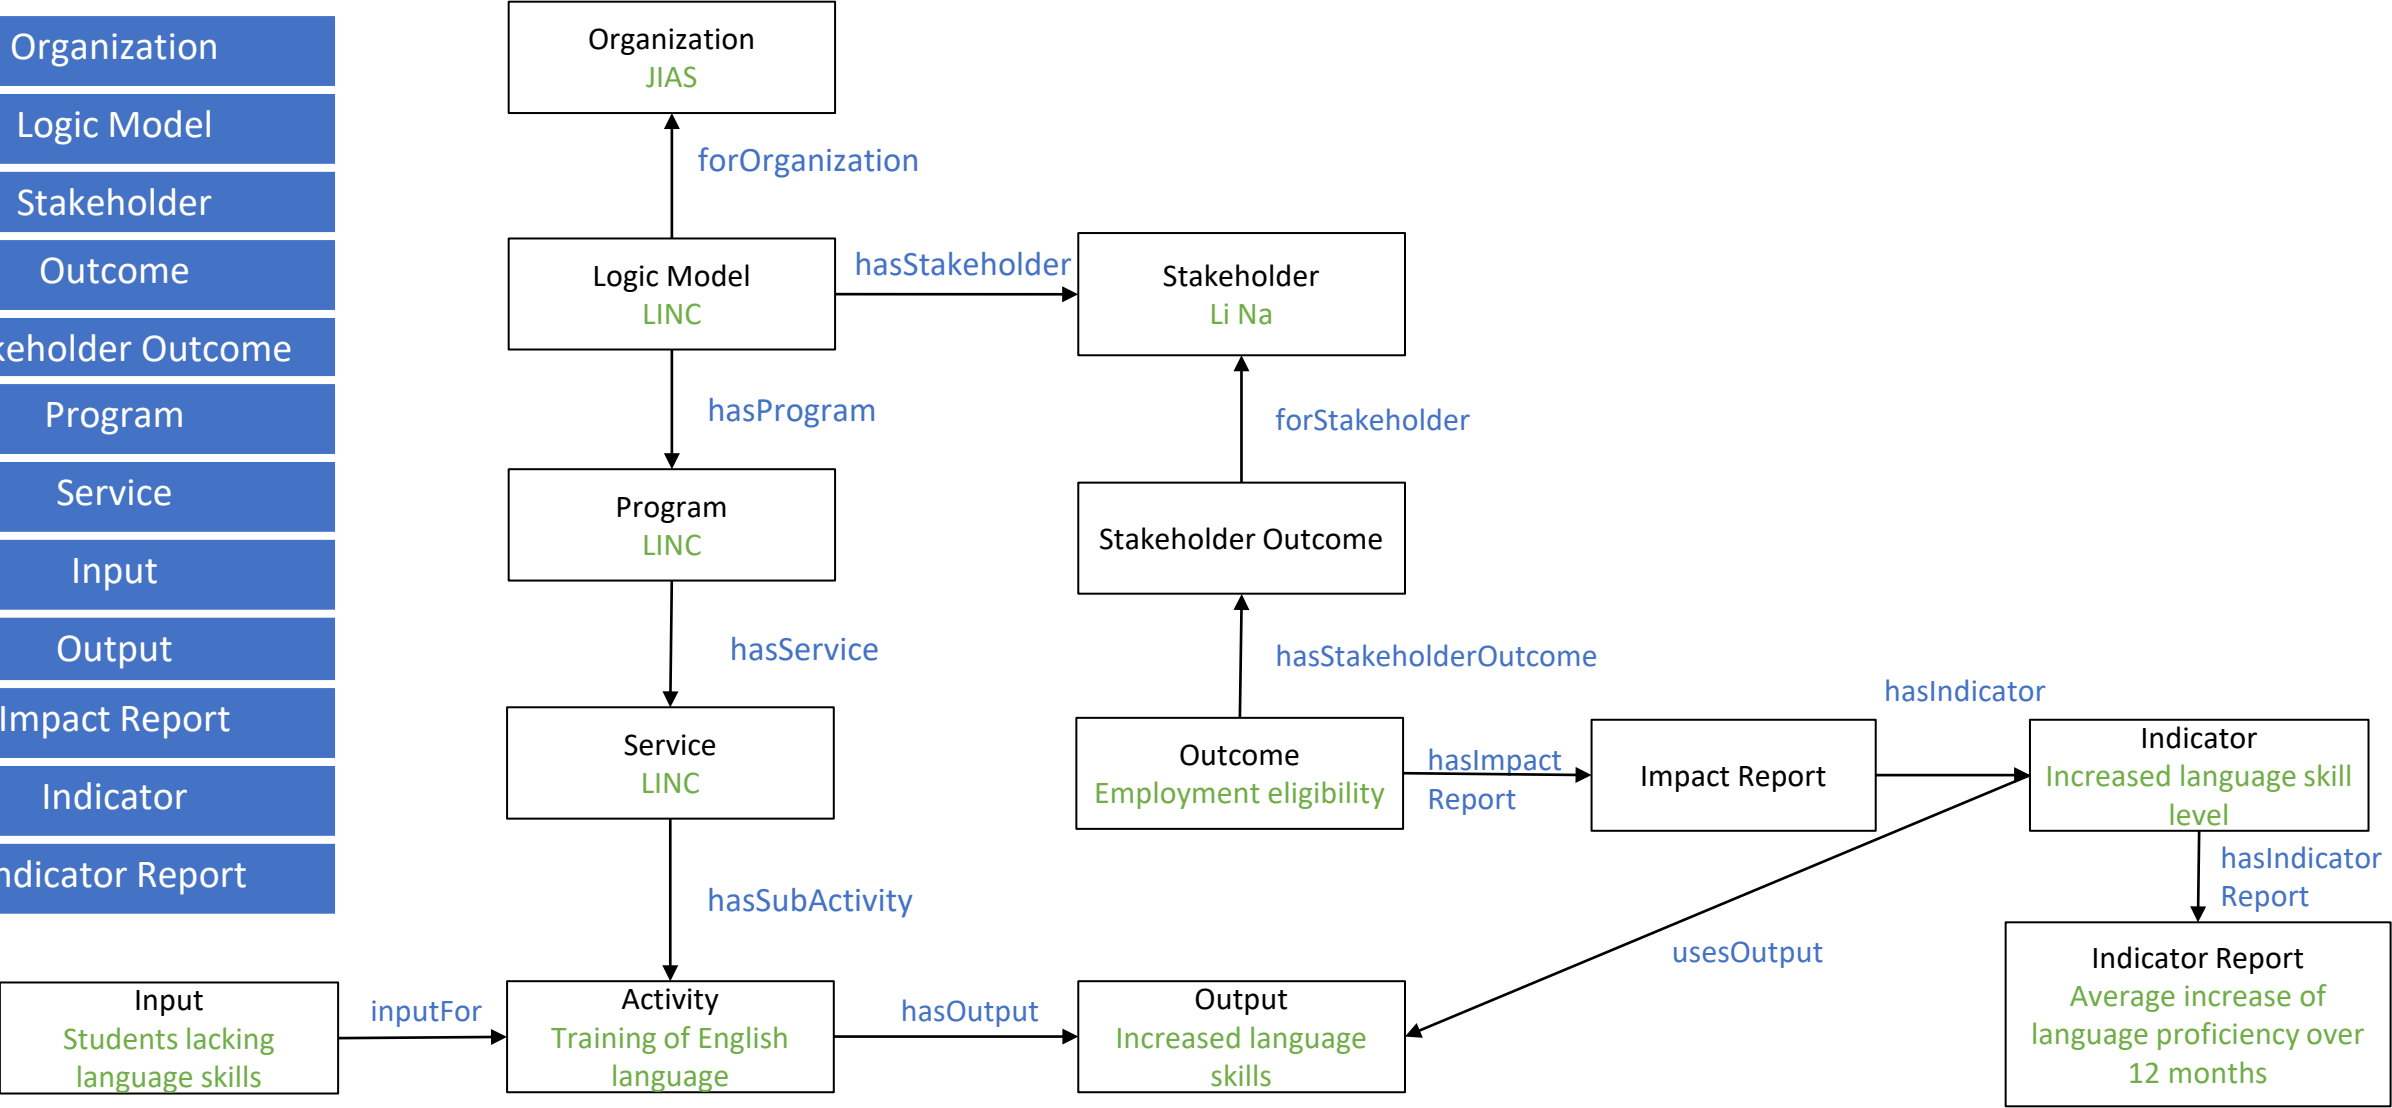 Organization
Logic Model
Stakeholder
Outcome
keholder Outcome
Program
Service
Input
Output
Impact Report
Indicator
ndicator Report
Organization
JIAS
forOrganization
Logic Model
LINC
hasStakeholder
Stakeholder
Li Na
hasProgram
forStakeholder
Program
LINC
Stakeholder Outcome
hasService
hasStakeholderOutcome
Service
LINC
Outcome
Employment eligibility
hasImpact
Report
Impact Report
hasIndicator
Indicator
Increased language skill
level
hasIndicator
Report
hasSubActivity
usesOutput
Indicator Report
Average increase of
language proficiency over
12 months
Input
Students lacking
language skills
inputFor
Activity
Training of English
language
hasOutput
Output
Increased language
skills